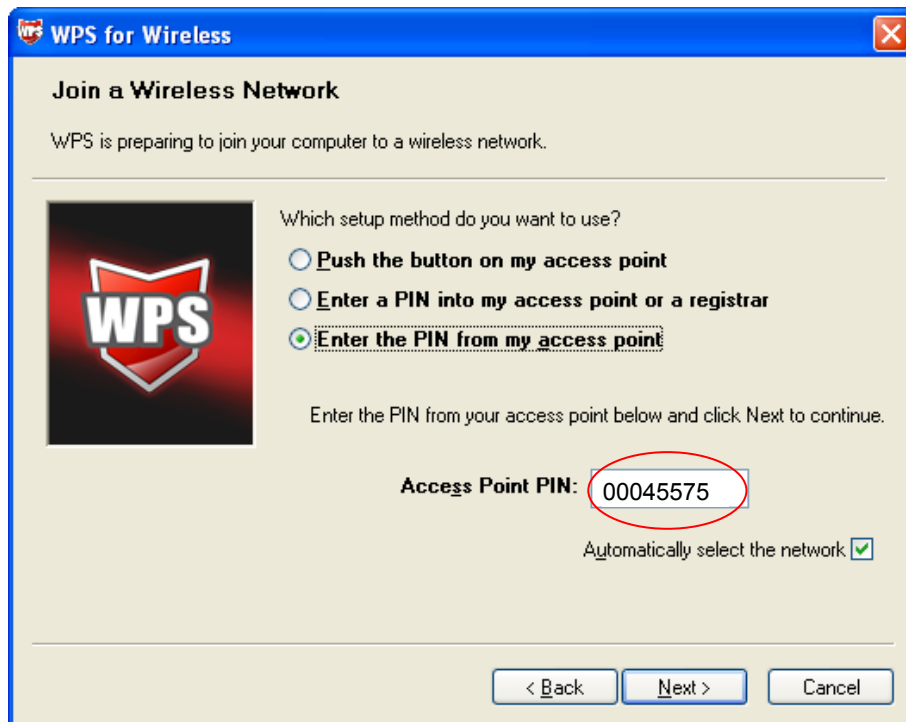 WPS
WPS for Wireless
Join a Wireless Network
WPS is preparing to join your computer to a wireless network.
WPS
Which setup method do you want to use?
Push the button on my access point
Enter a PIN into my access point or a registrar
Enter the PIN from my access point
Enter the PIN from your access point below and click Next to continue.
Access Point PIN: 00045575
Automatically select the network
< Back Next > Cancel